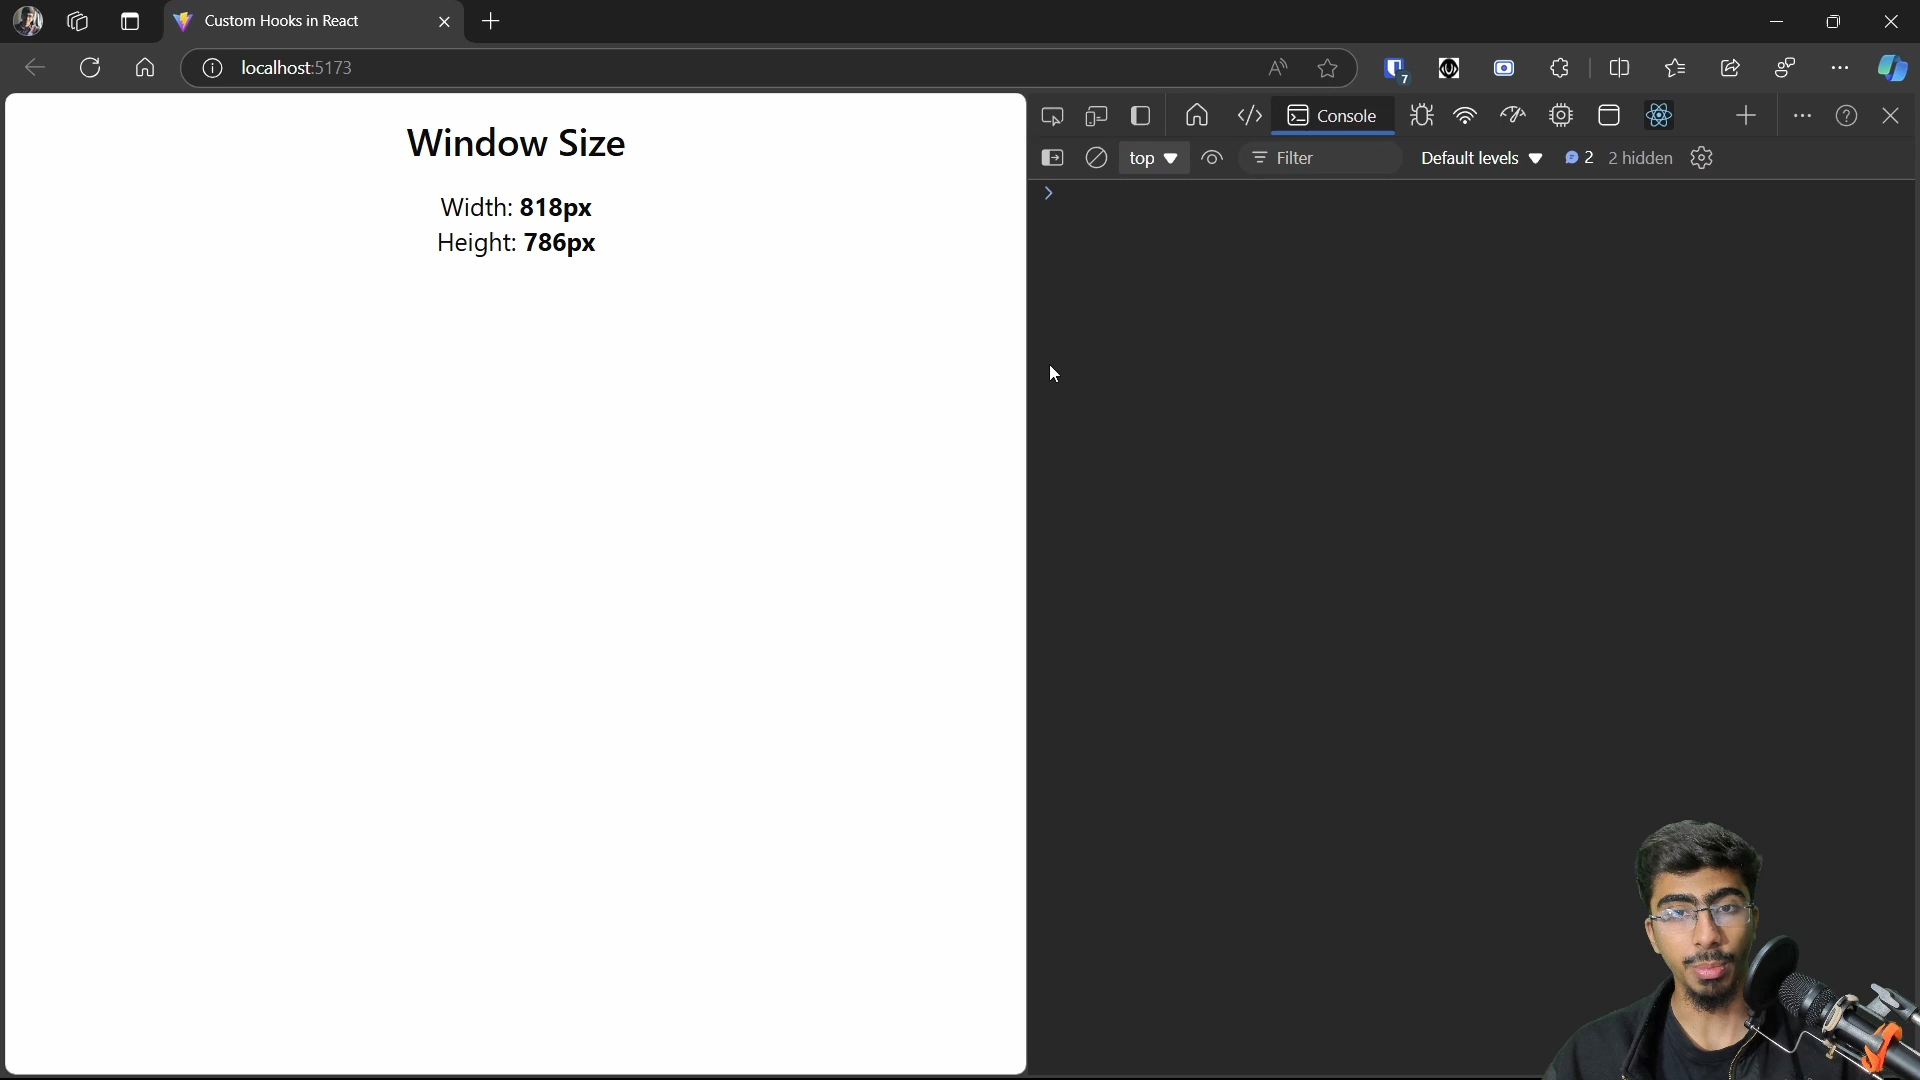 Custom Hooks in React
localhost:5173
A
7
Console
top
Filter
Default levels
2
2 hidden
Window Size
Width: 818px
Height: 786px